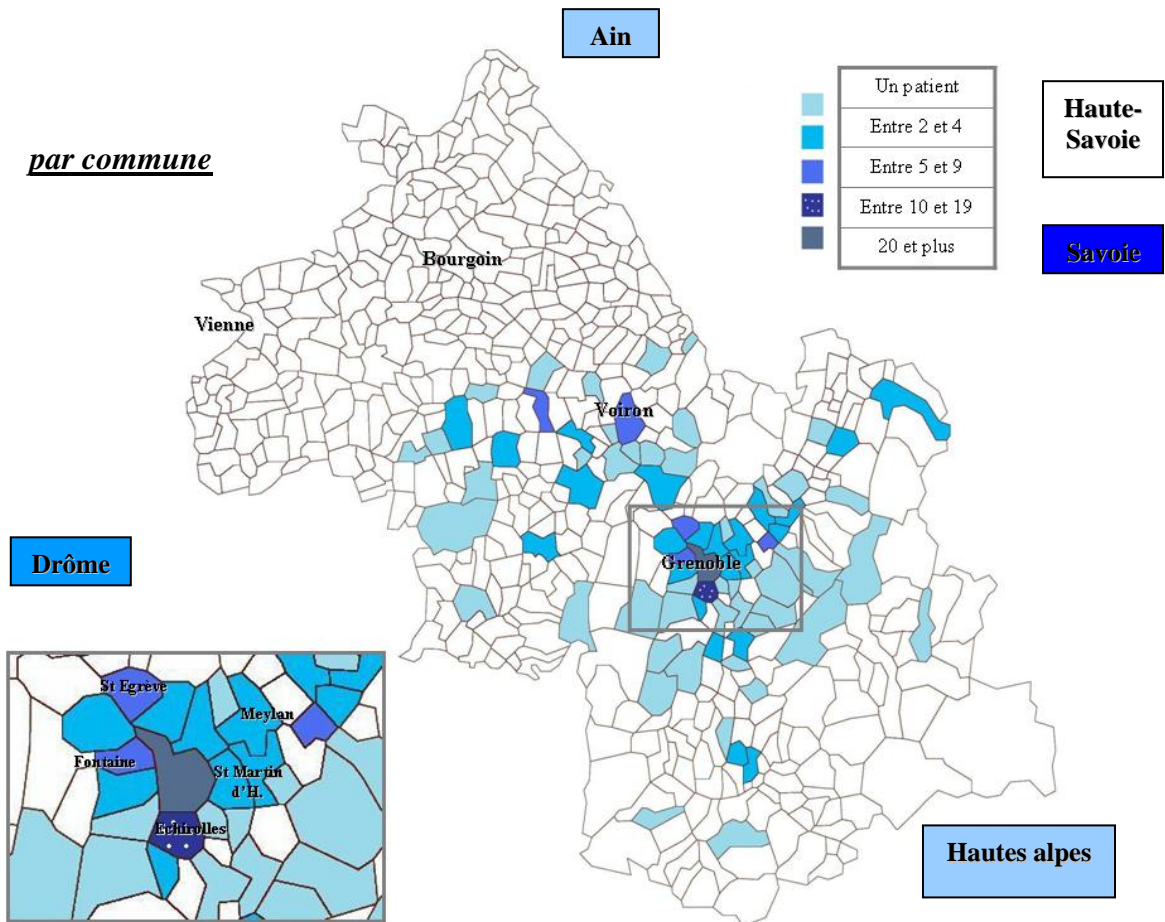 Ain
Un patient
Entre 2 et 4
Entre 5 et 9
Entre 10 et 19
20 et plus
Haute-
Savoie
par commune
Savoie
Bourgoin
Vienne
Voiron
Grenoble
Drôme
St Egrève
Meylan
Fontaine
St Martin
d'H.
Echirolles
Hautes alpes